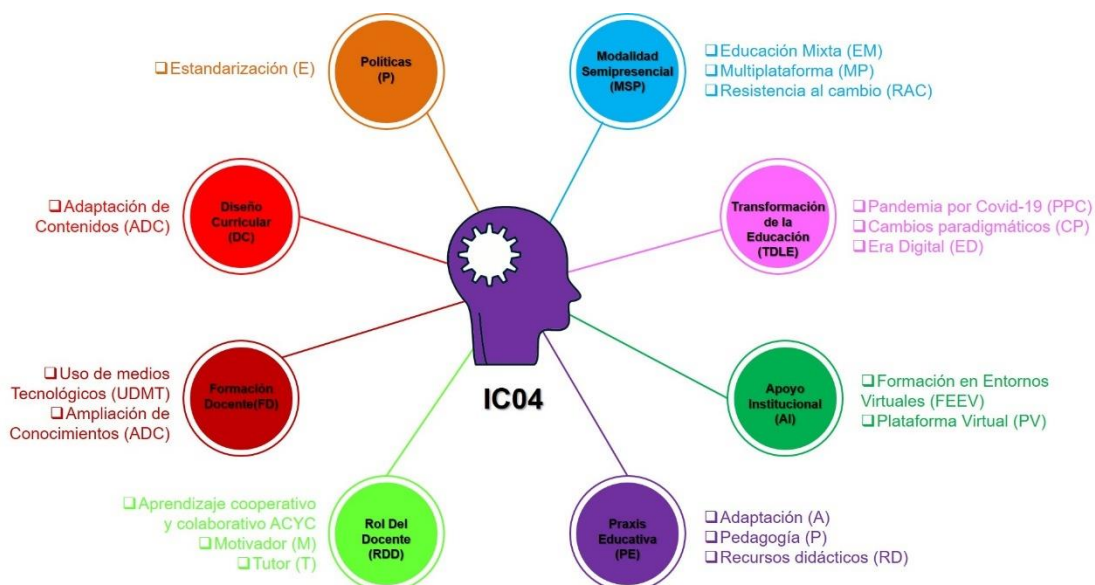 ❑Estandarización (E)
Políticas
(P)
Modalidad
Semipresencial
(MSP)
❑Educación Mixta (EM)
❑Multiplataforma (MP)
❑Resistencia al cambio (RAC)
❑Adaptación de
Contenidos (ADC)
Diseño
Curricular
(DC)
Transformación
de la
Educación
(TDLE)
❑Pandemia por Covid-19 (PPC)
❑Cambios paradigmáticos (CP)
❑Era Digital (ED)
❑Uso de medios
Tecnológicos (UDMT)
❑Ampliación de
Conocimientos (ADC)
Formación
Docente(FD)
IC04
Apoyo
Institucional
(AI)
❑Formación en Entornos
Virtuales (FEEV)
❑Plataforma Virtual (PV)
❑Aprendizaje cooperativo
y colaborativo ACYC
❑Motivador (M)
❑Tutor (T)
Rol Del
Docente
(RDD)
Praxis
Educativa
(PE)
❑Adaptación (A)
❑Pedagogía (P)
❑Recursos didácticos (RD)